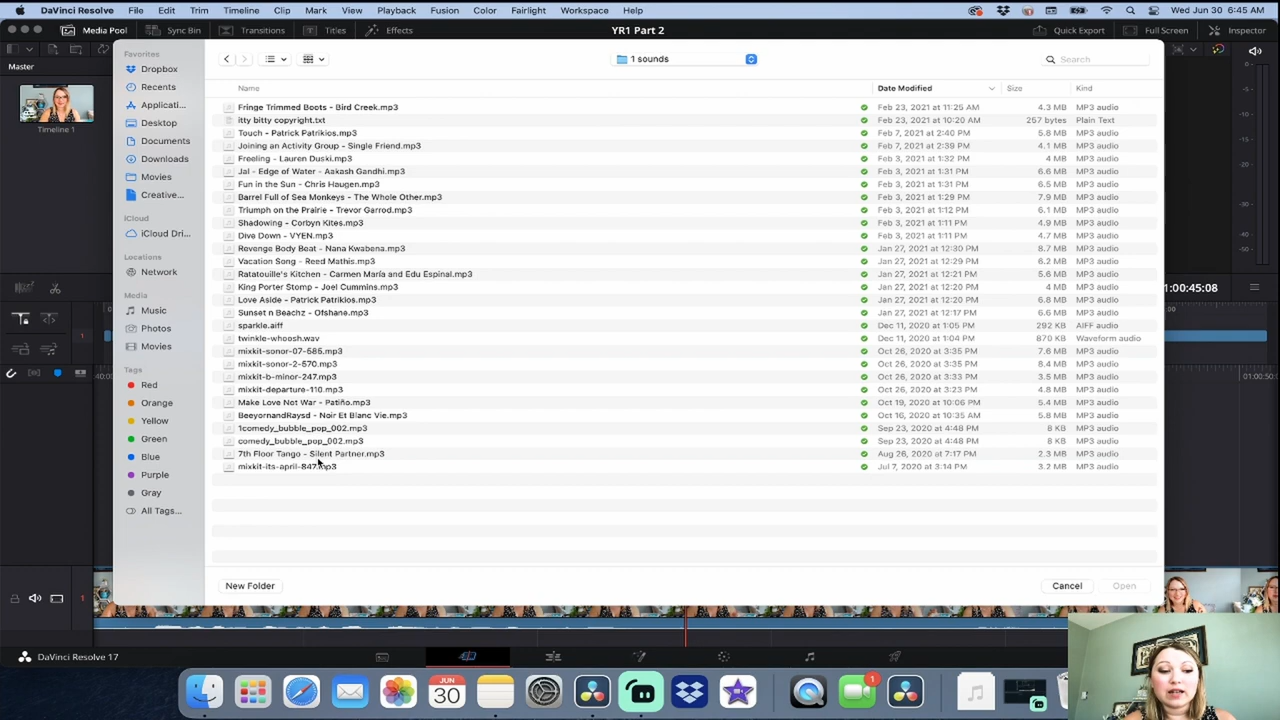 DaVinci Resolve File Edit Trim Timeline Clip Mark View Playback Fusion Color Fairlight Workspace Help Wed Jun 30 6:45 AM
Media Pool Sync Bin Transitions Titles Effects YR1 Part 2 Quick Export Full Screen Inspector
Master
Timeline 1
Favorites
Dropbox
Recents
Applicati...
Desktop
Documents
Downloads
Movies
Creative...
iCloud
iCloud Dri...
Locations
Network
Media
Music
Photos
Movies
Tags
Red
Orange
Yellow
Green
Blue
Purple
Gray
All Tags...
1 sounds
Search
Name Date Modified Size Kind
Fringe Trimmed Boots - Bird Creek.mp3 Feb 23, 2021 at 11:25 AM 4.3 MB MP3 audio
itty bitty copyright.txt Feb 23, 2021 at 10:20 AM 257 bytes Plain Text
Touch - Patrick Patrikios.mp3 Feb 7, 2021 at 2:40 PM 5.8 MB MP3 audio
Joining an Activity Group - Single Friend.mp3 Feb 7, 2021 at 2:39 PM 4.1 MB MP3 audio
Freeling - Lauren Duski.mp3 Feb 3, 2021 at 1:32 PM 4 MB MP3 audio
Jal - Edge of Water - Aakash Gandhi.mp3 Feb 3, 2021 at 1:31 PM 6.6 MB MP3 audio
Fun in the Sun - Chris Haugen.mp3 Feb 3, 2021 at 1:31 PM 6.5 MB MP3 audio
Barrel Full of Sea Monkeys - The Whole Other.mp3 Feb 3, 2021 at 1:29 PM 7.9 MB MP3 audio
Triumph on the Prairie - Trevor Garrod.mp3 Feb 3, 2021 at 1:12 PM 6.1 MB MP3 audio
Shadowing - Corbyn Kites.mp3 Feb 3, 2021 at 1:11 PM 4.9 MB MP3 audio
Dive Down - VYEN.mp3 Feb 3, 2021 at 1:11 PM 4.7 MB MP3 audio
Revenge Body Beat - Nana Kwabena.mp3 Jan 27, 2021 at 12:30 PM 8.7 MB MP3 audio
Vacation Song - Reed Mathis.mp3 Jan 27, 2021 at 12:29 PM 6.2 MB MP3 audio
Ratatouille's Kitchen - Carmen María and Edu Espinal.mp3 Jan 27, 2021 at 12:21 PM 5.6 MB MP3 audio
King Porter Stomp - Joel Cummins.mp3 Jan 27, 2021 at 12:20 PM 4 MB MP3 audio
Love Aside - Patrick Patrikios.mp3 Jan 27, 2021 at 12:20 PM 6.8 MB MP3 audio
Sunset n Beachz - Ofshane.mp3 Jan 27, 2021 at 12:17 PM 6.6 MB MP3 audio
sparkle.aiff Dec 11, 2020 at 1:05 PM 292 KB AIFF audio
twinkle-whoosh.wav Dec 11, 2020 at 1:04 PM 870 KB Waveform audio
mixkit-sonor-07-585.mp3 Oct 26, 2020 at 3:35 PM 7.6 MB MP3 audio
mixkit-sonor-2-570.mp3 Oct 26, 2020 at 3:35 PM 8.4 MB MP3 audio
mixkit-b-minor-247.mp3 Oct 26, 2020 at 3:33 PM 3.5 MB MP3 audio
mixkit-departure-110.mp3 Oct 26, 2020 at 3:23 PM 4.8 MB MP3 audio
Make Love Not War - Patiño.mp3 Oct 19, 2020 at 10:06 PM 5.4 MB MP3 audio
BeeyornandRaysd - Noir Et Blanc Vie.mp3 Oct 16, 2020 at 10:35 AM 5.8 MB MP3 audio
1comedy_bubble_pop_002.mp3 Sep 23, 2020 at 4:48 PM 8 KB MP3 audio
comedy_bubble_pop_002.mp3 Sep 23, 2020 at 4:48 PM 8 KB MP3 audio
7th Floor Tango - Silent Partner.mp3 Aug 26, 2020 at 7:17 PM 2.3 MB MP3 audio
mixkit-its-april-847.mp3 Jul 7, 2020 at 3:14 PM 3.2 MB MP3 audio
New Folder Cancel Open
1:00:45:08
01:00:50
1
1
DaVinci Resolve 17
JUN
30
1